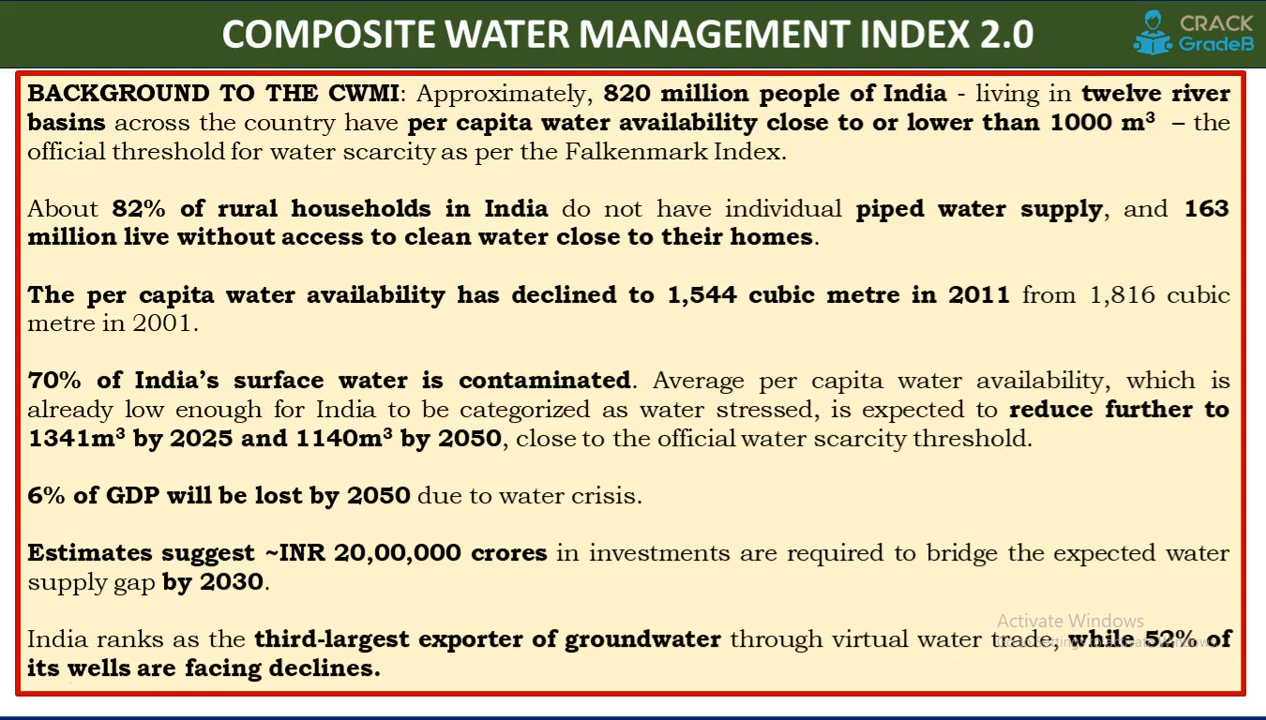 COMPOSITE WATER MANAGEMENT INDEX 2.0
CRACK
GradeB
BACKGROUND TO THE CWMI: Approximately, 820 million people of India - living in twelve river
basins across the country have per capita water availability close to or lower than 1000 m³ – the
official threshold for water scarcity as per the Falkenmark Index.
About 82% of rural households in India do not have individual piped water supply, and 163
million live without access to clean water close to their homes.
The per capita water availability has declined to 1,544 cubic metre in 2011 from 1,816 cubic
metre in 2001.
70% of India's surface water is contaminated. Average per capita water availability, which is
already low enough for India to be categorized as water stressed, is expected to reduce further to
1341m³ by 2025 and 1140m³ by 2050, close to the official water scarcity threshold.
6% of GDP will be lost by 2050 due to water crisis.
Estimates suggest ~INR 20,00,000 crores in investments are required to bridge the expected water
supply gap by 2030.
Activate Windows
India ranks as the third-largest exporter of groundwater through virtual water trade, while 52% of
its wells are facing declines.